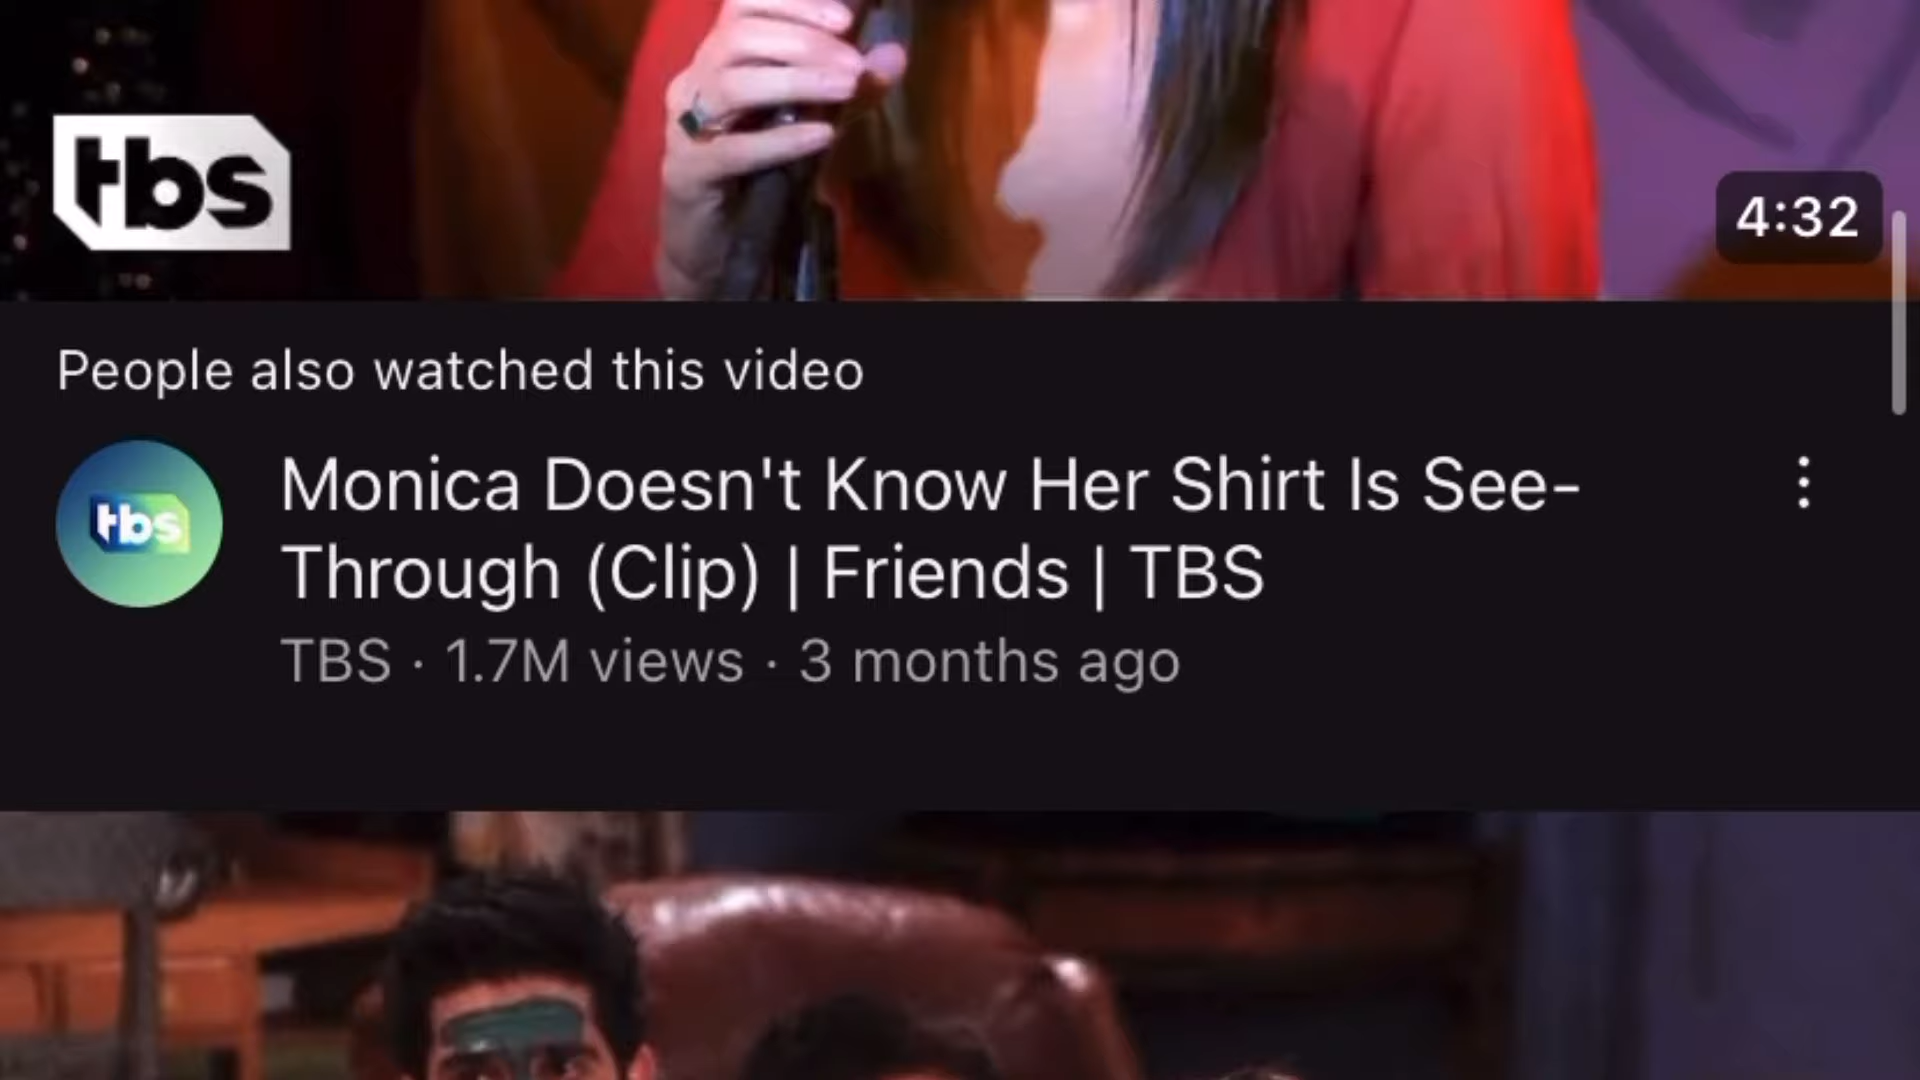 tbs
4:32
People also watched this video
tbs
Monica Doesn't Know Her Shirt Is See-
Through (Clip) | Friends | TBS
TBS · 1.7M views · 3 months ago